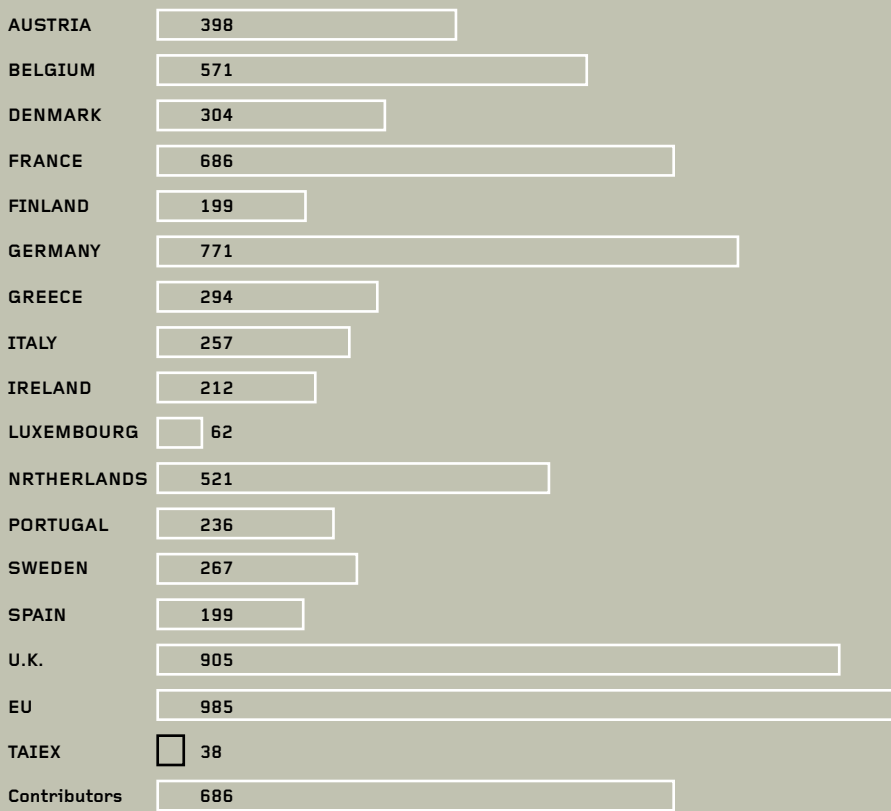 AUSTRIA 398
BELGIUM 571
DENMARK 304
FRANCE 686
FINLAND 199
GERMANY 771
GREECE 294
ITALY 257
IRELAND 212
LUXEMBOURG 62
NRTHERLANDS 521
PORTUGAL 236
SWEDEN 267
SPAIN 199
U.K. 905
EU 985
TAIEX 38
Contributors 686